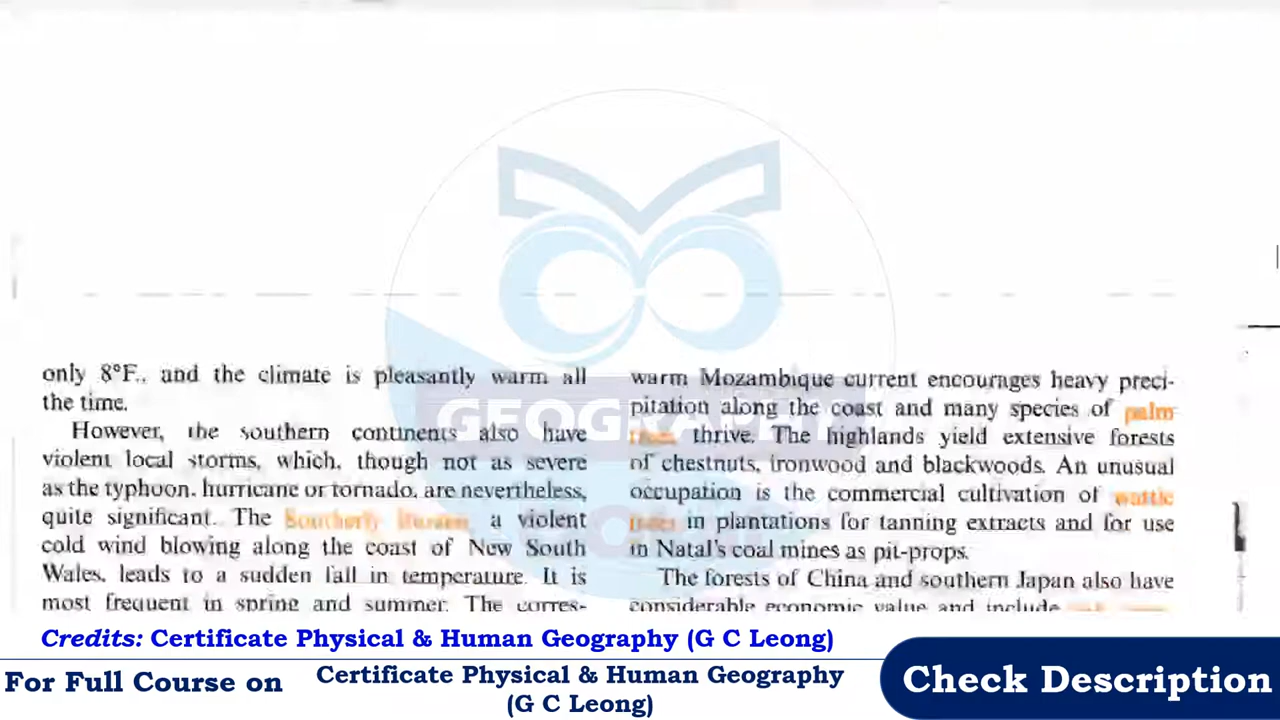 only 8°F., and the climate is pleasantly warm all
the time.
However, the southern continents also have
violent local storms, which, though not as severe
as the typhoon, hurricane or tornado, are nevertheless,
quite significant. The Southerly Burster, a violent
cold wind blowing along the coast of New South
Wales, leads to a sudden fall in temperature. It is
most frequent in spring and summer. The corres-
warm Mozambique current encourages heavy preci-
pitation along the coast and many species of palm
trees thrive. The highlands yield extensive forests
of chestnuts, ironwood and blackwoods. An unusual
occupation is the commercial cultivation of wattle
trees in plantations for tanning extracts and for use
in Natal's coal mines as pit-props.
The forests of China and southern Japan also have
considerable economic value and include
GEOGRAPHY
Credits: Certificate Physical & Human Geography (G C Leong)
For Full Course on
Certificate Physical & Human Geography
(G C Leong)
Check Description